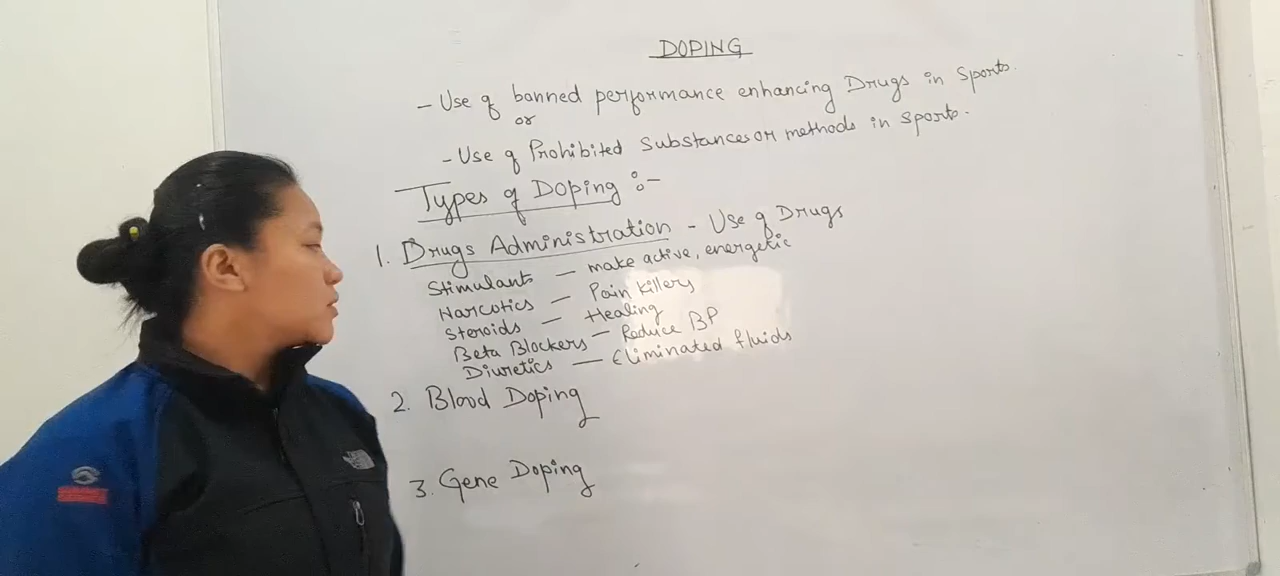 DOPING
- Use of banned performance enhancing Drugs in Sports.
or
- Use of Prohibited Substances or methods in sports.
Types of Doping :-
1. Drugs Administration - Use of Drugs
Stimulants - make active, energetic
Narcotics - Pain Killers
Steroids - Healing
Beta Blockers - Reduce BP
Diuretics - Eliminated fluids
2. Blood Doping
3. Gene Doping